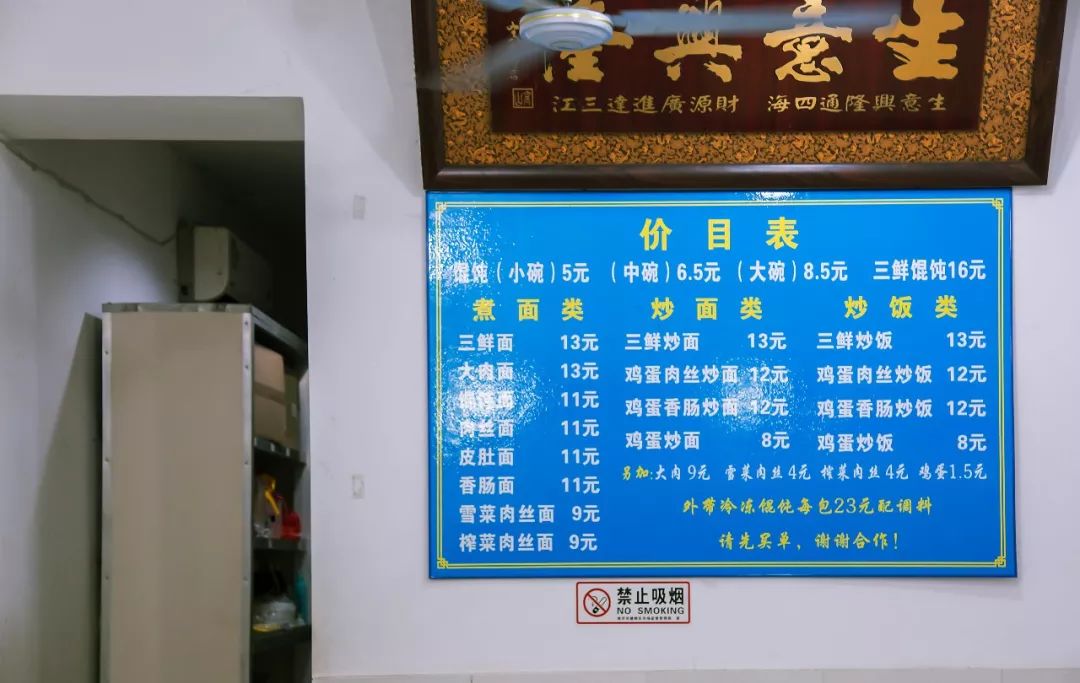 生意興隆
生意興隆通四海 財源廣進達三江
价目表
馄饨（小碗）5元 （中碗）6.5元 （大碗）8.5元 三鲜馄饨16元
煮面类 炒面类 炒饭类
三鲜面 13元 三鲜炒面 13元 三鲜炒饭 13元
大肉面 13元 鸡蛋肉丝炒面 12元 鸡蛋肉丝炒饭 12元
11元 鸡蛋香肠炒面 12元 鸡蛋香肠炒饭 12元
肉丝面 11元 鸡蛋炒面 8元 鸡蛋炒饭 8元
皮肚面 11元
香肠面 11元
雪菜肉丝面 9元
榨菜肉丝面 9元
另加:大肉9元 雪菜肉丝4元 榨菜肉丝4元 鸡蛋1.5元
外带冷冻馄饨每包23元配调料
请先买单，谢谢合作！
禁止吸烟
NO SMOKING